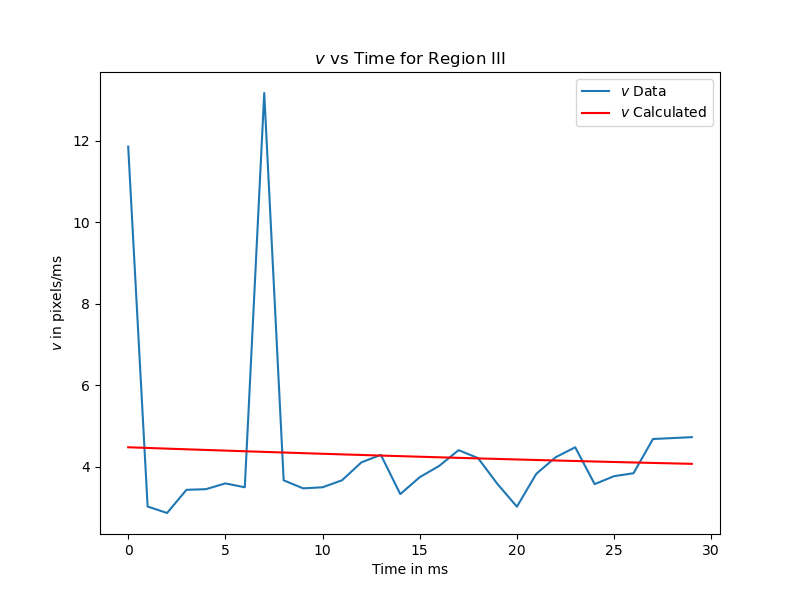 v vs Time for Region III
v Data
v Calculated
12
10
8
6
4
v in pixels/ms
0 5 10 15 20 25 30
Time in ms